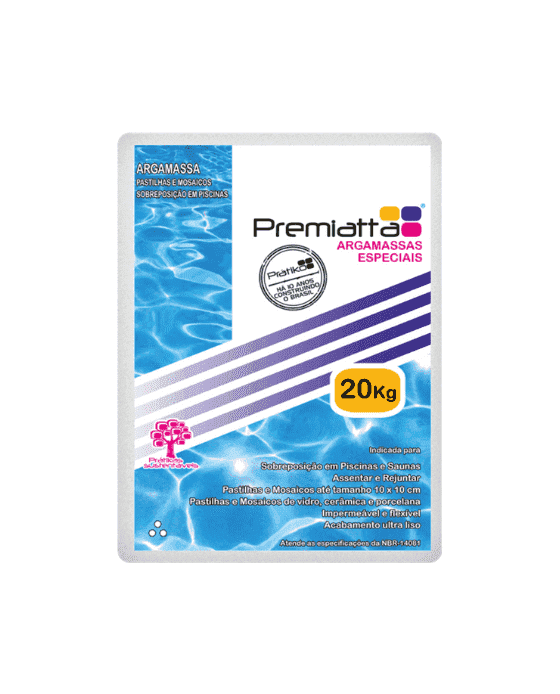 ARGAMASSA
PASTILHAS E MOSAICOS
SOBREPOSIÇÃO EM PISCINAS
Premiatta®
ARGAMASSAS
ESPECIAIS
Pratiko
HÁ 10 ANOS
CONSTRUINDO
O BRASIL
20Kg
Práticas
sustentáveis
Indicada para
Sobreposição em Piscinas e Saunas
Assentar e Rejuntar
Pastilhas e Mosaicos até tamanho 10 x 10 cm
Pastilhas e Mosaicos de vidro, cerâmica e porcelana
Impermeável e flexível
Acabamento ultra liso
Atende as especificações da NBR-14081